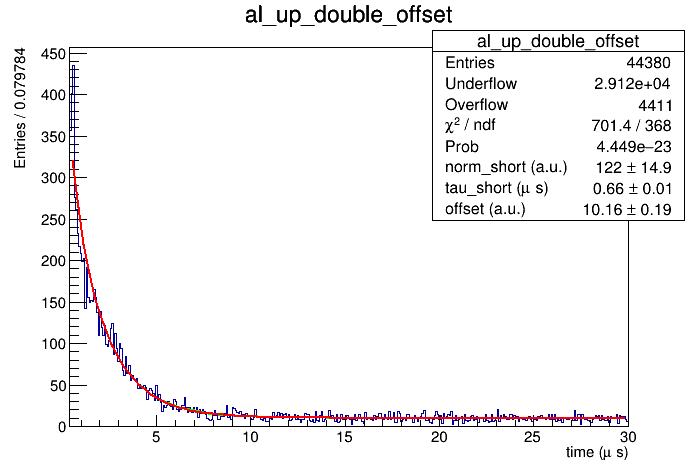 al_up_double_offset
al_up_double_offset
Entries 44380
Underflow 2.912e+04
Overflow 4411
χ² / ndf 701.4 / 368
Prob 4.449e−23
norm_short (a.u.) 122 ± 14.9
tau_short (μ s) 0.66 ± 0.01
offset (a.u.) 10.16 ± 0.19
Entries / 0.079784
450
400
350
300
250
200
150
100
50
0
5 10 15 20 25 30
time (μ s)